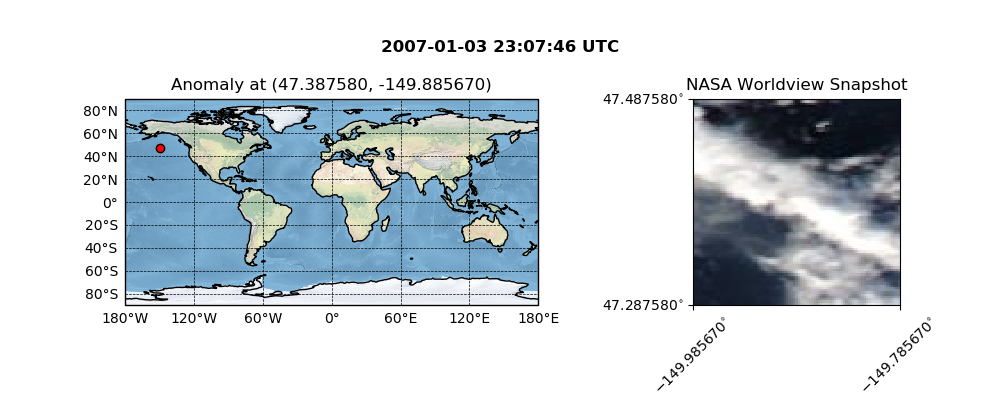 2007-01-03 23:07:46 UTC
Anomaly at (47.387580, -149.885670)
80°N
60°N
40°N
20°N
0°
20°S
40°S
60°S
80°S
180°W 120°W 60°W 0° 60°E 120°E 180°E
NASA Worldview Snapshot
47.487580°
47.287580°
−149.985670°
−149.785670°